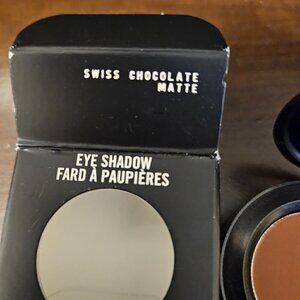 SWISS CHOCOLATE
MATTE
EYE SHADOW
FARD À PAUPIÈRES